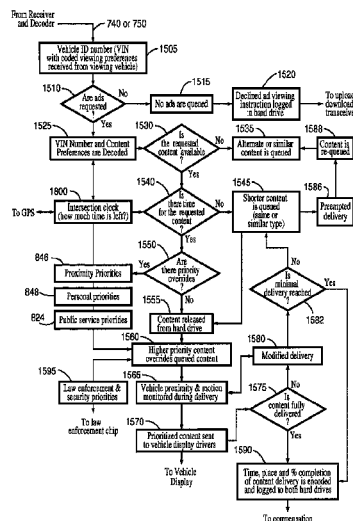 From Receiver
and Decoder
740 or 750
Vehicle ID number (VIN
with coded viewing preferences
received from viewing vehicle)
1505
1510
Are ads
requested
?
No
Yes
1515
No ads are queued
1520
Declined ad viewing
instruction logged
in hard drive
To upload/
download
transceiver
1525
VIN Number and Content
Preferences are Decoded
1530
Is
the requested
content available
?
No
Yes
1535
Alternate or similar
content is queued
1588
Content is
re-queued
1800
Intersection clock
(how much time is left?)
To GPS
1540
Is
there time
for the requested
content ?
No
Yes
1545
Shorter content
is queued
(same or
similar type)
1586
Preempted
delivery
1550
Are
there priority
overrides
?
Yes
No
846
Proximity Priorities
848
Personal priorities
824
Public service priorities
1555
Content released
from hard drive
Is
minimal
delivery reached
?
Yes
No
1582
1560
Higher priority content
overrides queued content
1580
Modified delivery
1565
Vehicle proximity & motion
monitored during delivery
1595
Law enforcement &
security priorities
To law
enforcement chip
1570
Prioritized content sent
to vehicle display drivers
To Vehicle
Display
1575
No
Is
content fully
delivered
?
Yes
1590
Time, place and % completion
of content delivery is encoded
and logged to both hard drives
To compensation